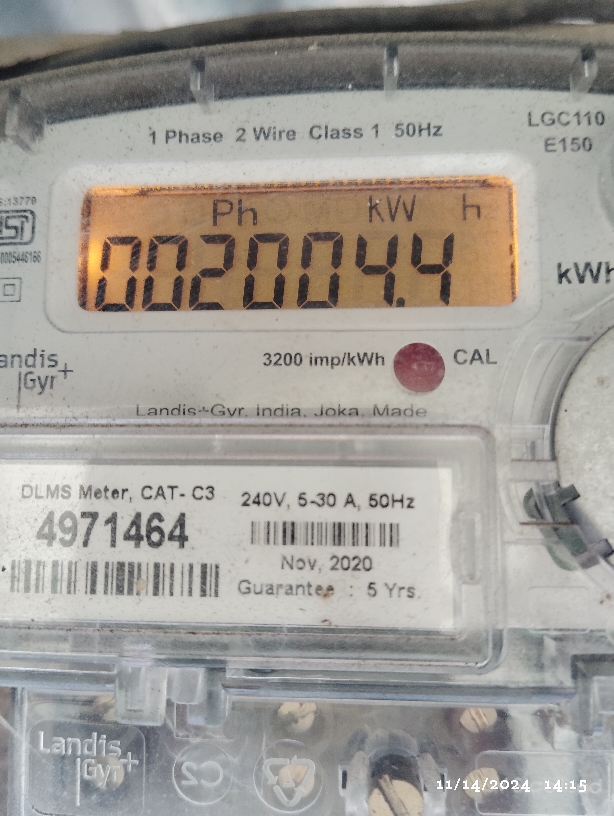 1 Phase 2 Wire Class 1 50Hz
LGC110
E150
Ph kW h
002004.4
kWh
3200 imp/kWh CAL
Landis+Gyr, India, Joka, Made
DLMS Meter, CAT- C3
4971464
240V, 5-30 A, 50Hz
Nov, 2020
Guarantee : 5 Yrs.
Landis
Gyr+
C2
11/14/2024 14:15